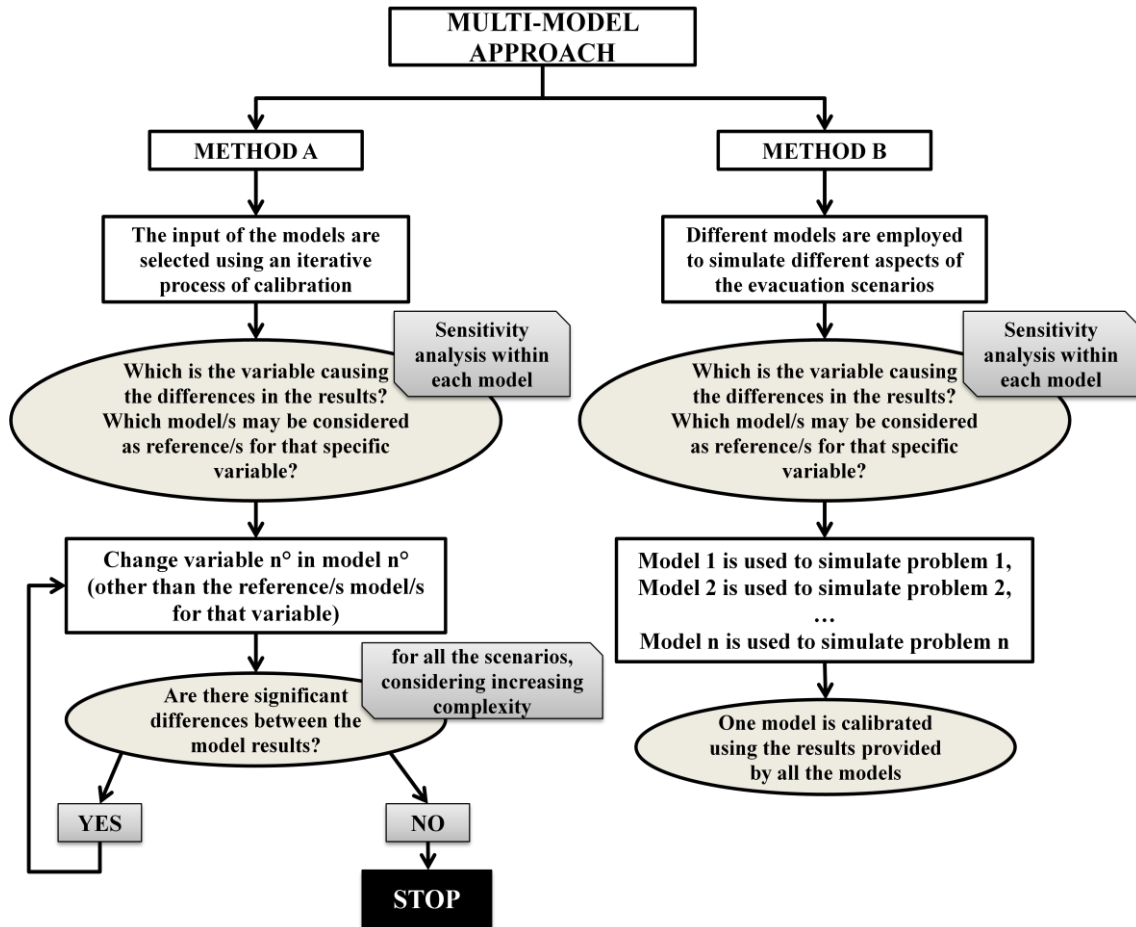 MULTI-MODEL
APPROACH
METHOD A
The input of the models are
selected using an iterative
process of calibration
Sensitivity
analysis within
each model
Which is the variable causing
the differences in the results?
Which model/s may be considered
as reference/s for that specific
variable?
Change variable n° in model n°
(other than the reference/s model/s
for that variable)
for all the scenarios,
considering increasing
complexity
Are there significant
differences between the
model results?
YES
NO
STOP
METHOD B
Different models are employed
to simulate different aspects of
the evacuation scenarios
Sensitivity
analysis within
each model
Which is the variable causing
the differences in the results?
Which model/s may be considered
as reference/s for that specific
variable?
Model 1 is used to simulate problem 1,
Model 2 is used to simulate problem 2,
…
Model n is used to simulate problem n
One model is calibrated
using the results provided
by all the models